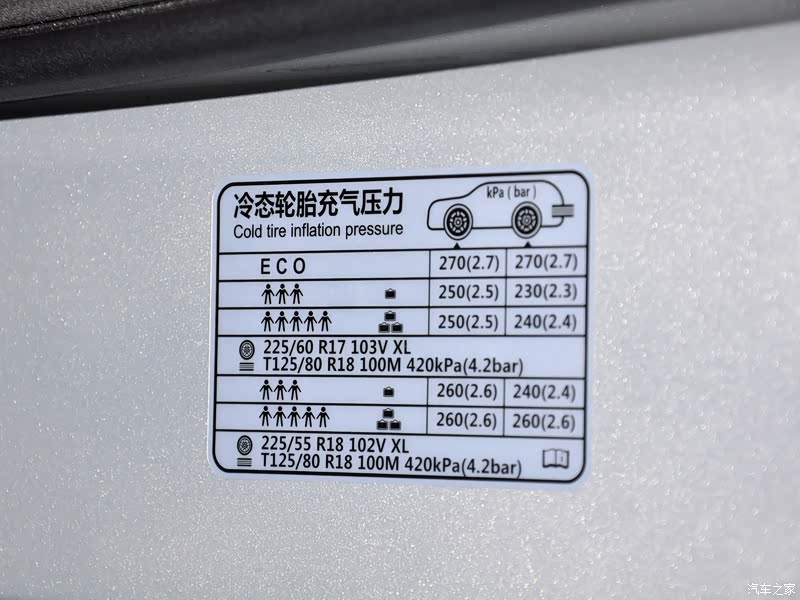 冷态轮胎充气压力
kPa ( bar )
Cold tire inflation pressure
ECO 270(2.7) 270(2.7)
250(2.5) 230(2.3)
250(2.5) 240(2.4)
225/60 R17 103V XL
T125/80 R18 100M 420kPa(4.2bar)
260(2.6) 240(2.4)
260(2.6) 260(2.6)
225/55 R18 102V XL
T125/80 R18 100M 420kPa(4.2bar)
汽车之家